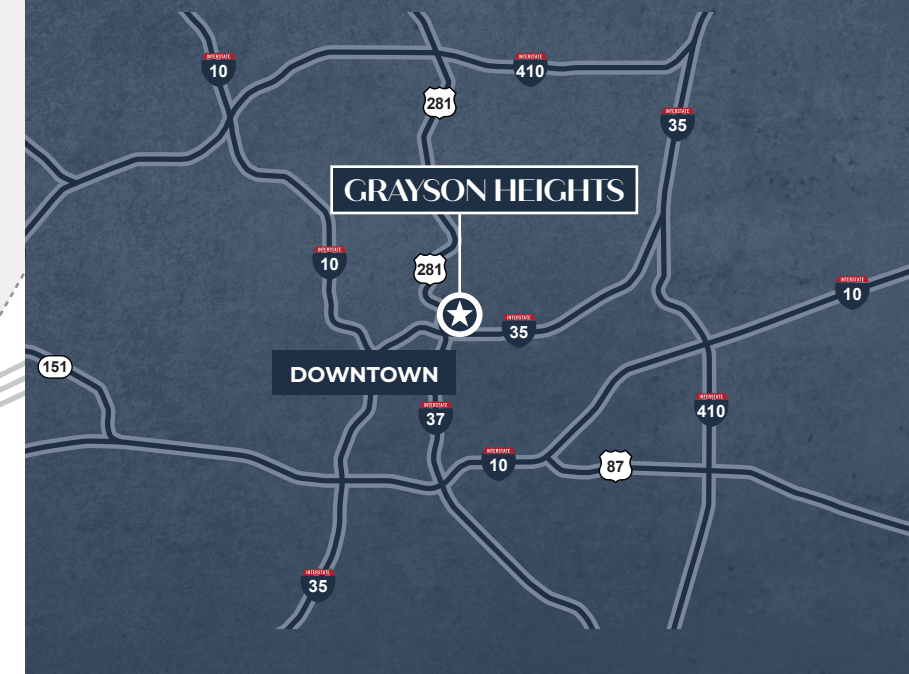 INTERSTATE
10
INTERSTATE
410
281
INTERSTATE
35
GRAYSON HEIGHTS
INTERSTATE
10
281
INTERSTATE
10
INTERSTATE
35
151
DOWNTOWN
INTERSTATE
37
INTERSTATE
410
INTERSTATE
10
87
INTERSTATE
35